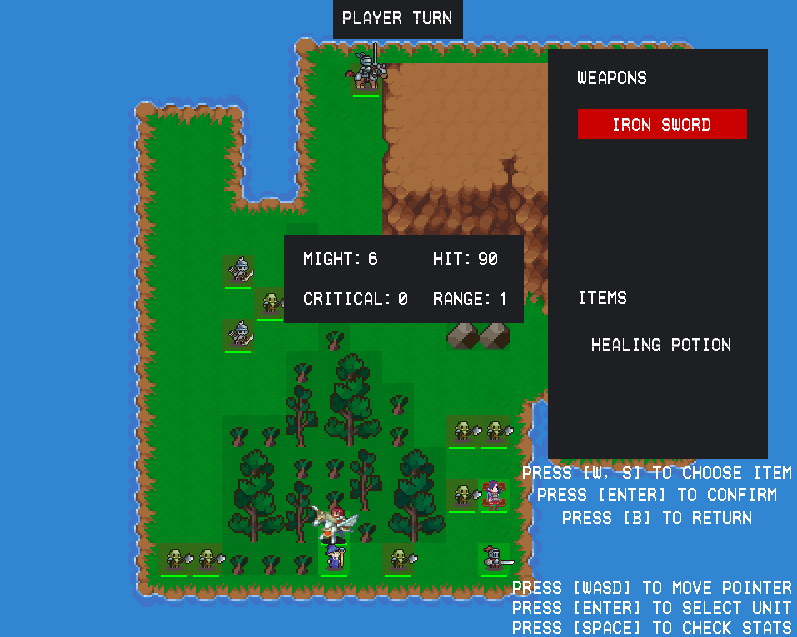 PLAYER TURN
WEAPONS
IRON SWORD
MIGHT: 6 HIT: 90
CRITICAL: 0 RANGE: 1
ITEMS
HEALING POTION
PRESS [W, S] TO CHOOSE ITEM
PRESS [ENTER] TO CONFIRM
PRESS [B] TO RETURN
PRESS [WASD] TO MOVE POINTER
PRESS [ENTER] TO SELECT UNIT
PRESS [SPACE] TO CHECK STATS